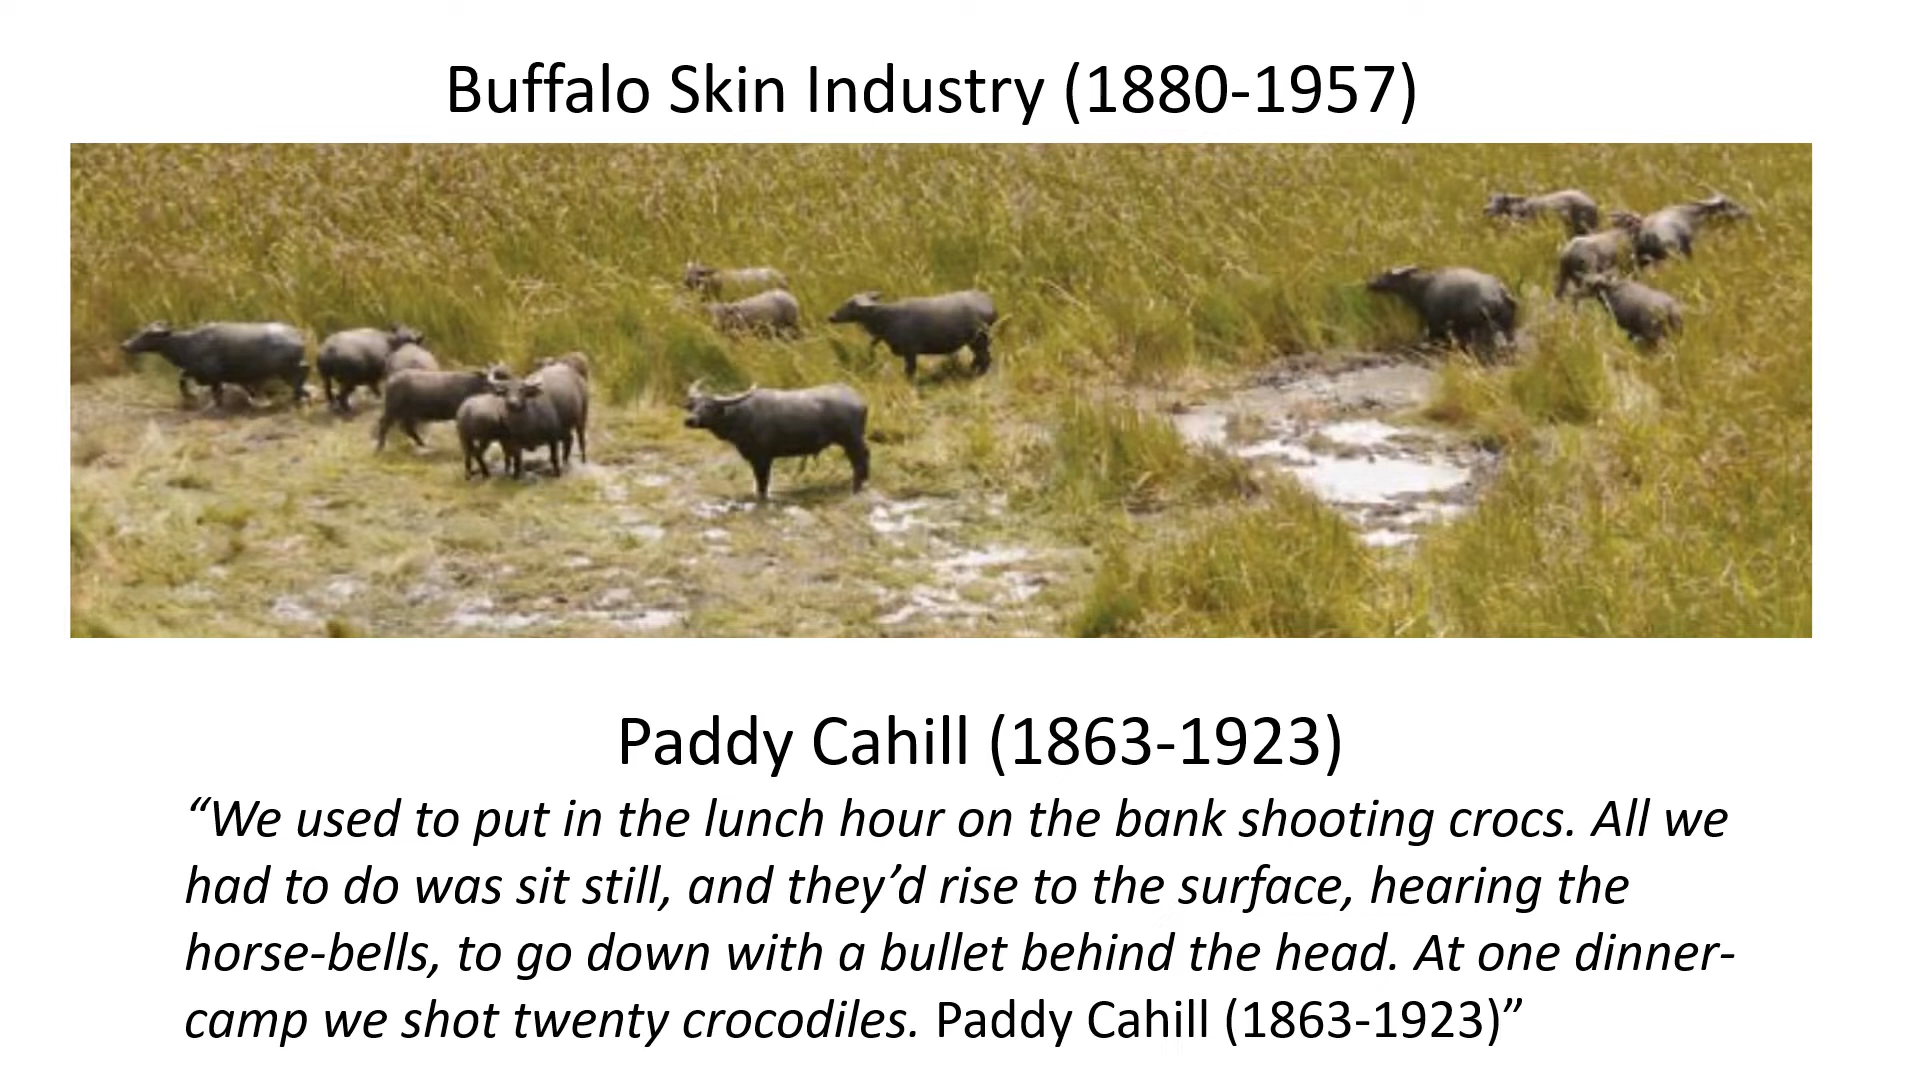 Buffalo Skin Industry (1880-1957)
Paddy Cahill (1863-1923)
“We used to put in the lunch hour on the bank shooting crocs. All we
had to do was sit still, and they’d rise to the surface, hearing the
horse-bells, to go down with a bullet behind the head. At one dinner-
camp we shot twenty crocodiles. Paddy Cahill (1863-1923)”